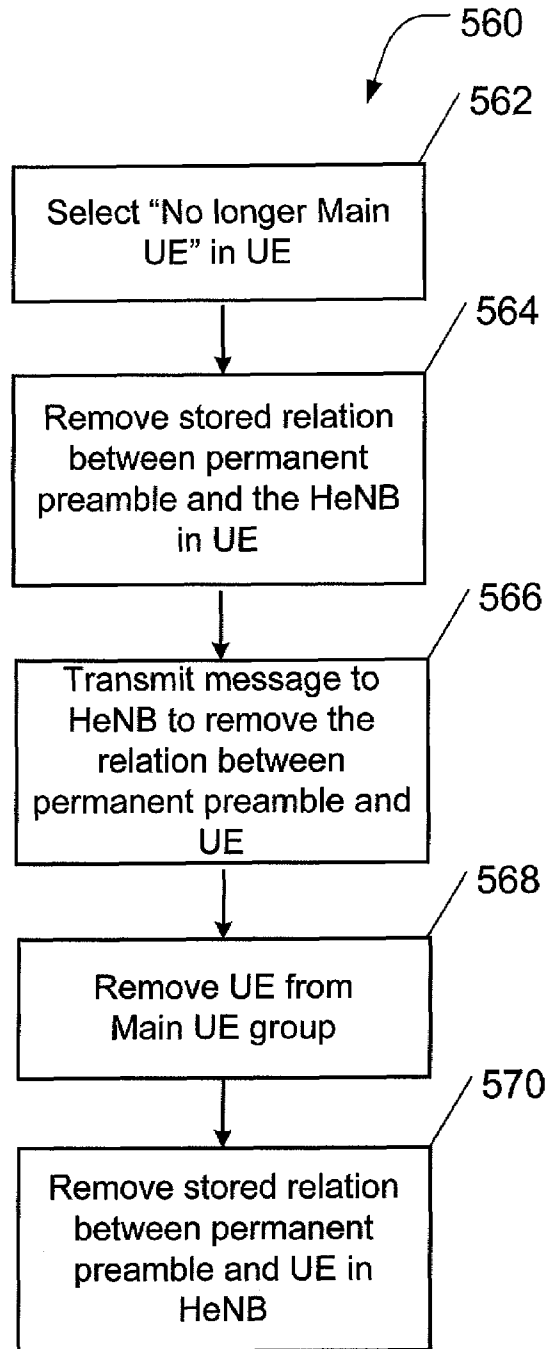 560
562
Select “No longer Main
UE” in UE
564
Remove stored relation
between permanent
preamble and the HeNB
in UE
566
Transmit message to
HeNB to remove the
relation between
permanent preamble and
UE
568
Remove UE from
Main UE group
570
Remove stored relation
between permanent
preamble and UE in
HeNB